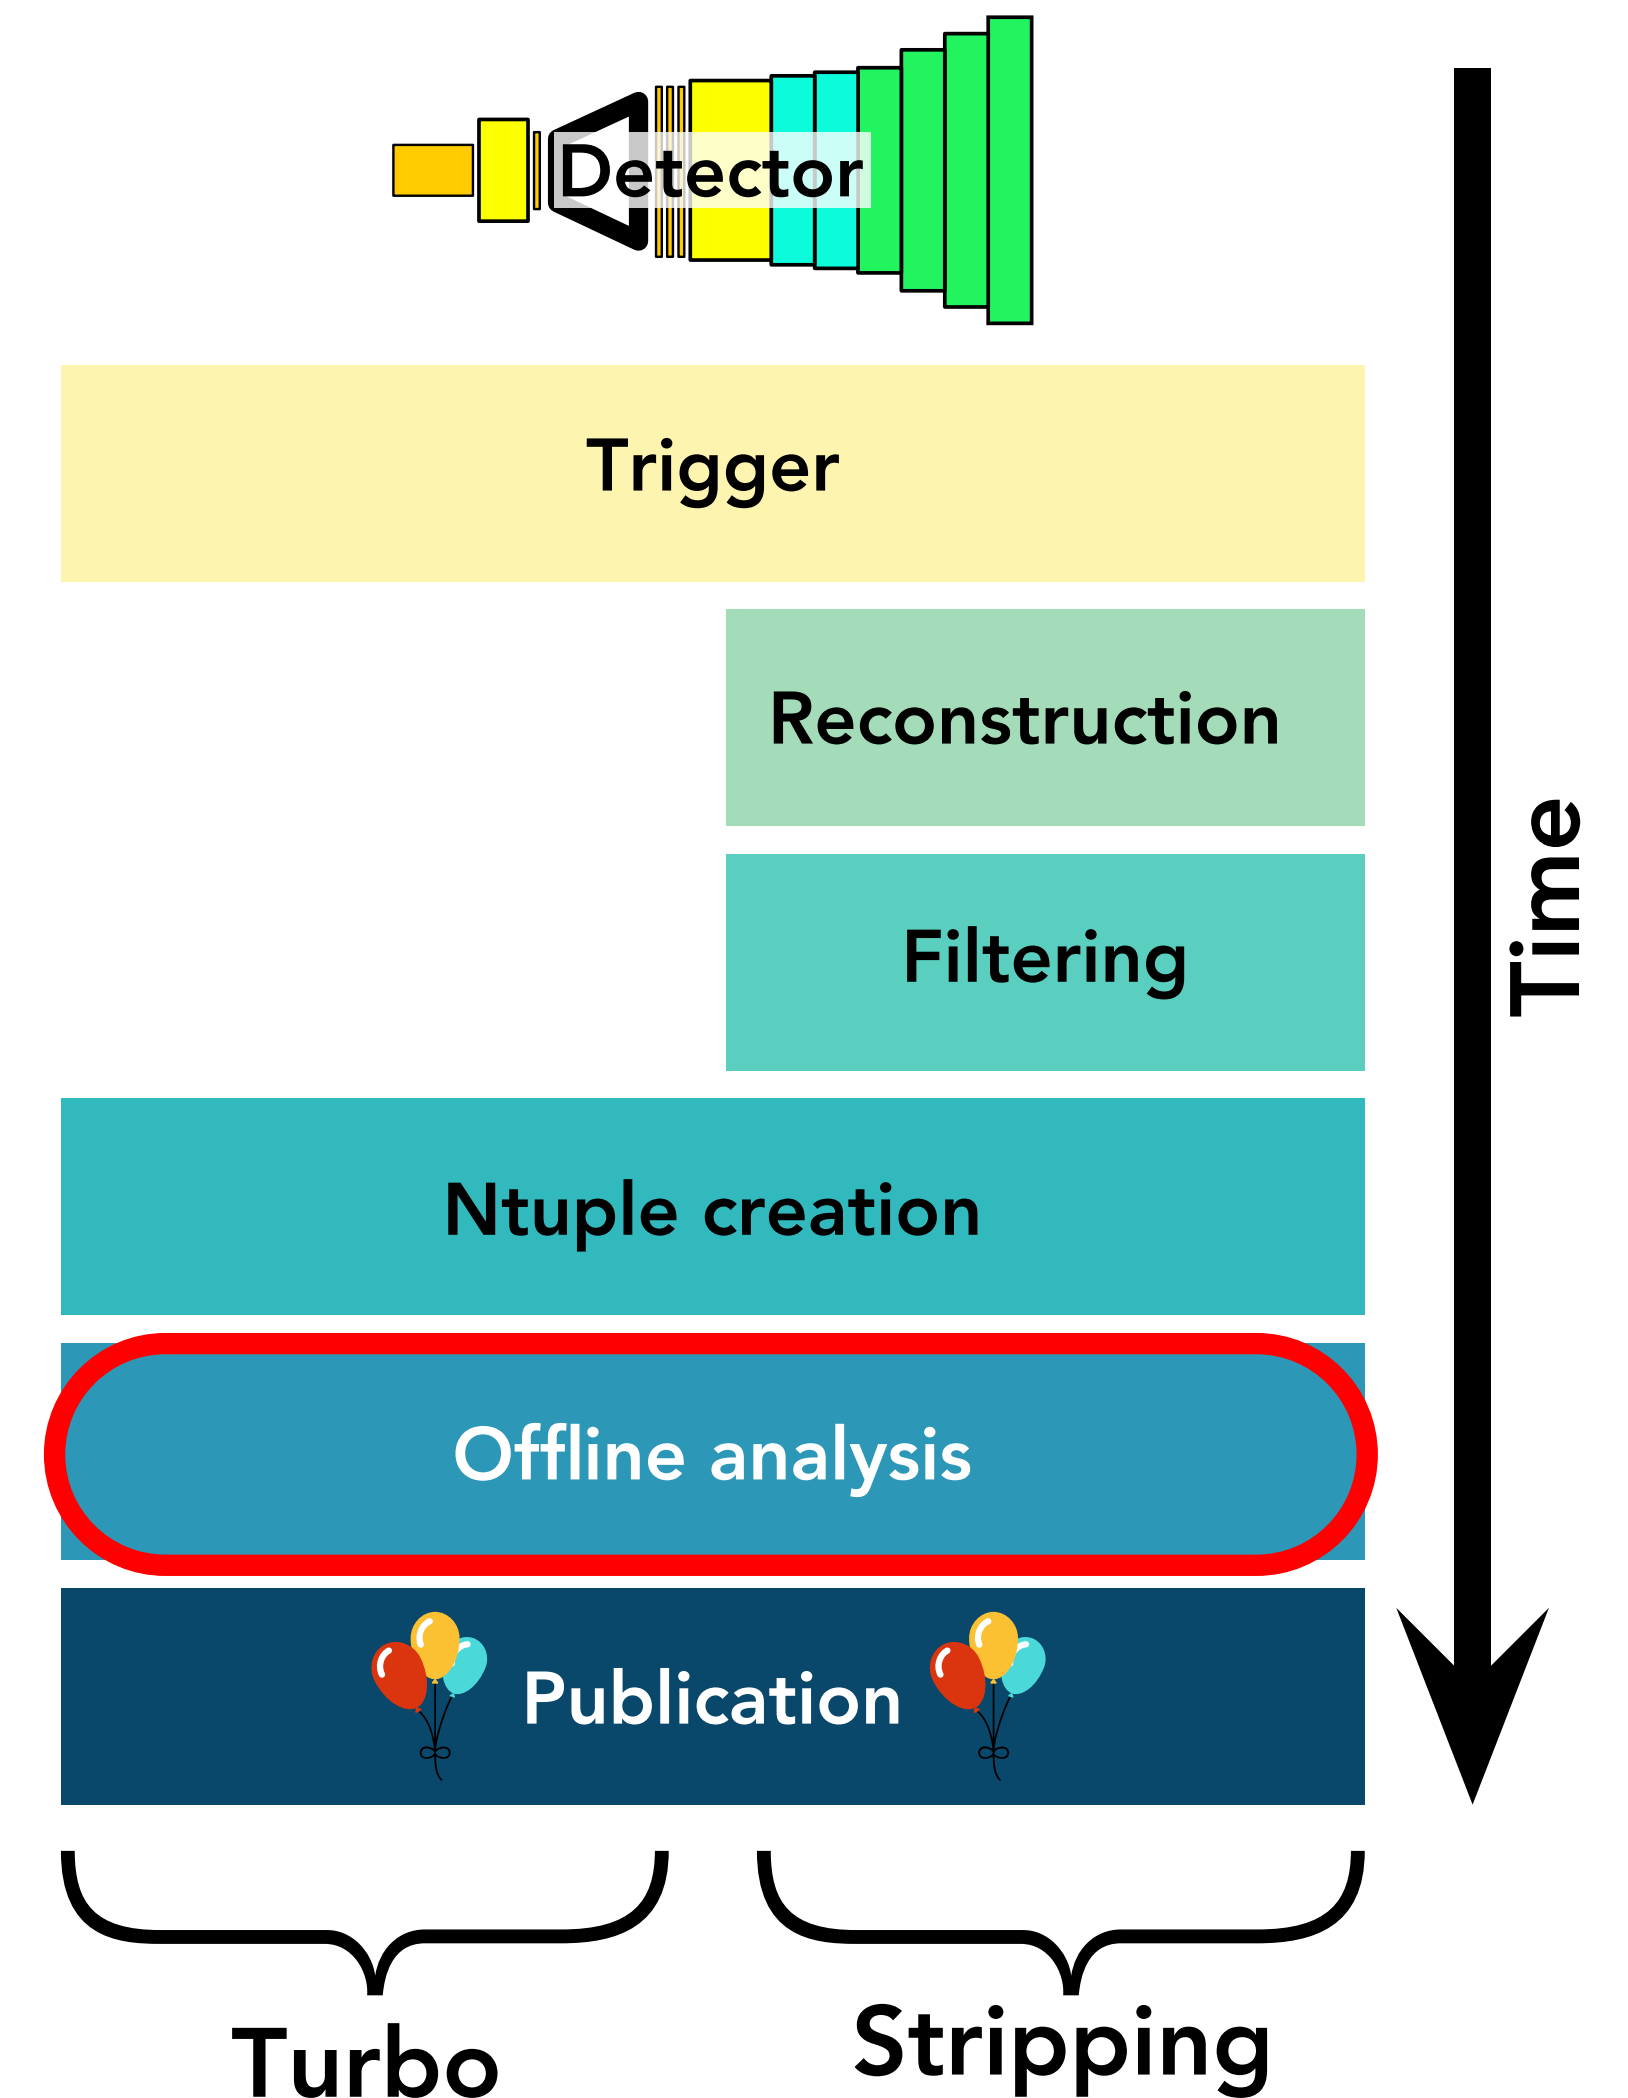 Detector
Trigger
Reconstruction
Filtering
Time
Ntuple creation
Offline analysis
Publication
Turbo
Stripping